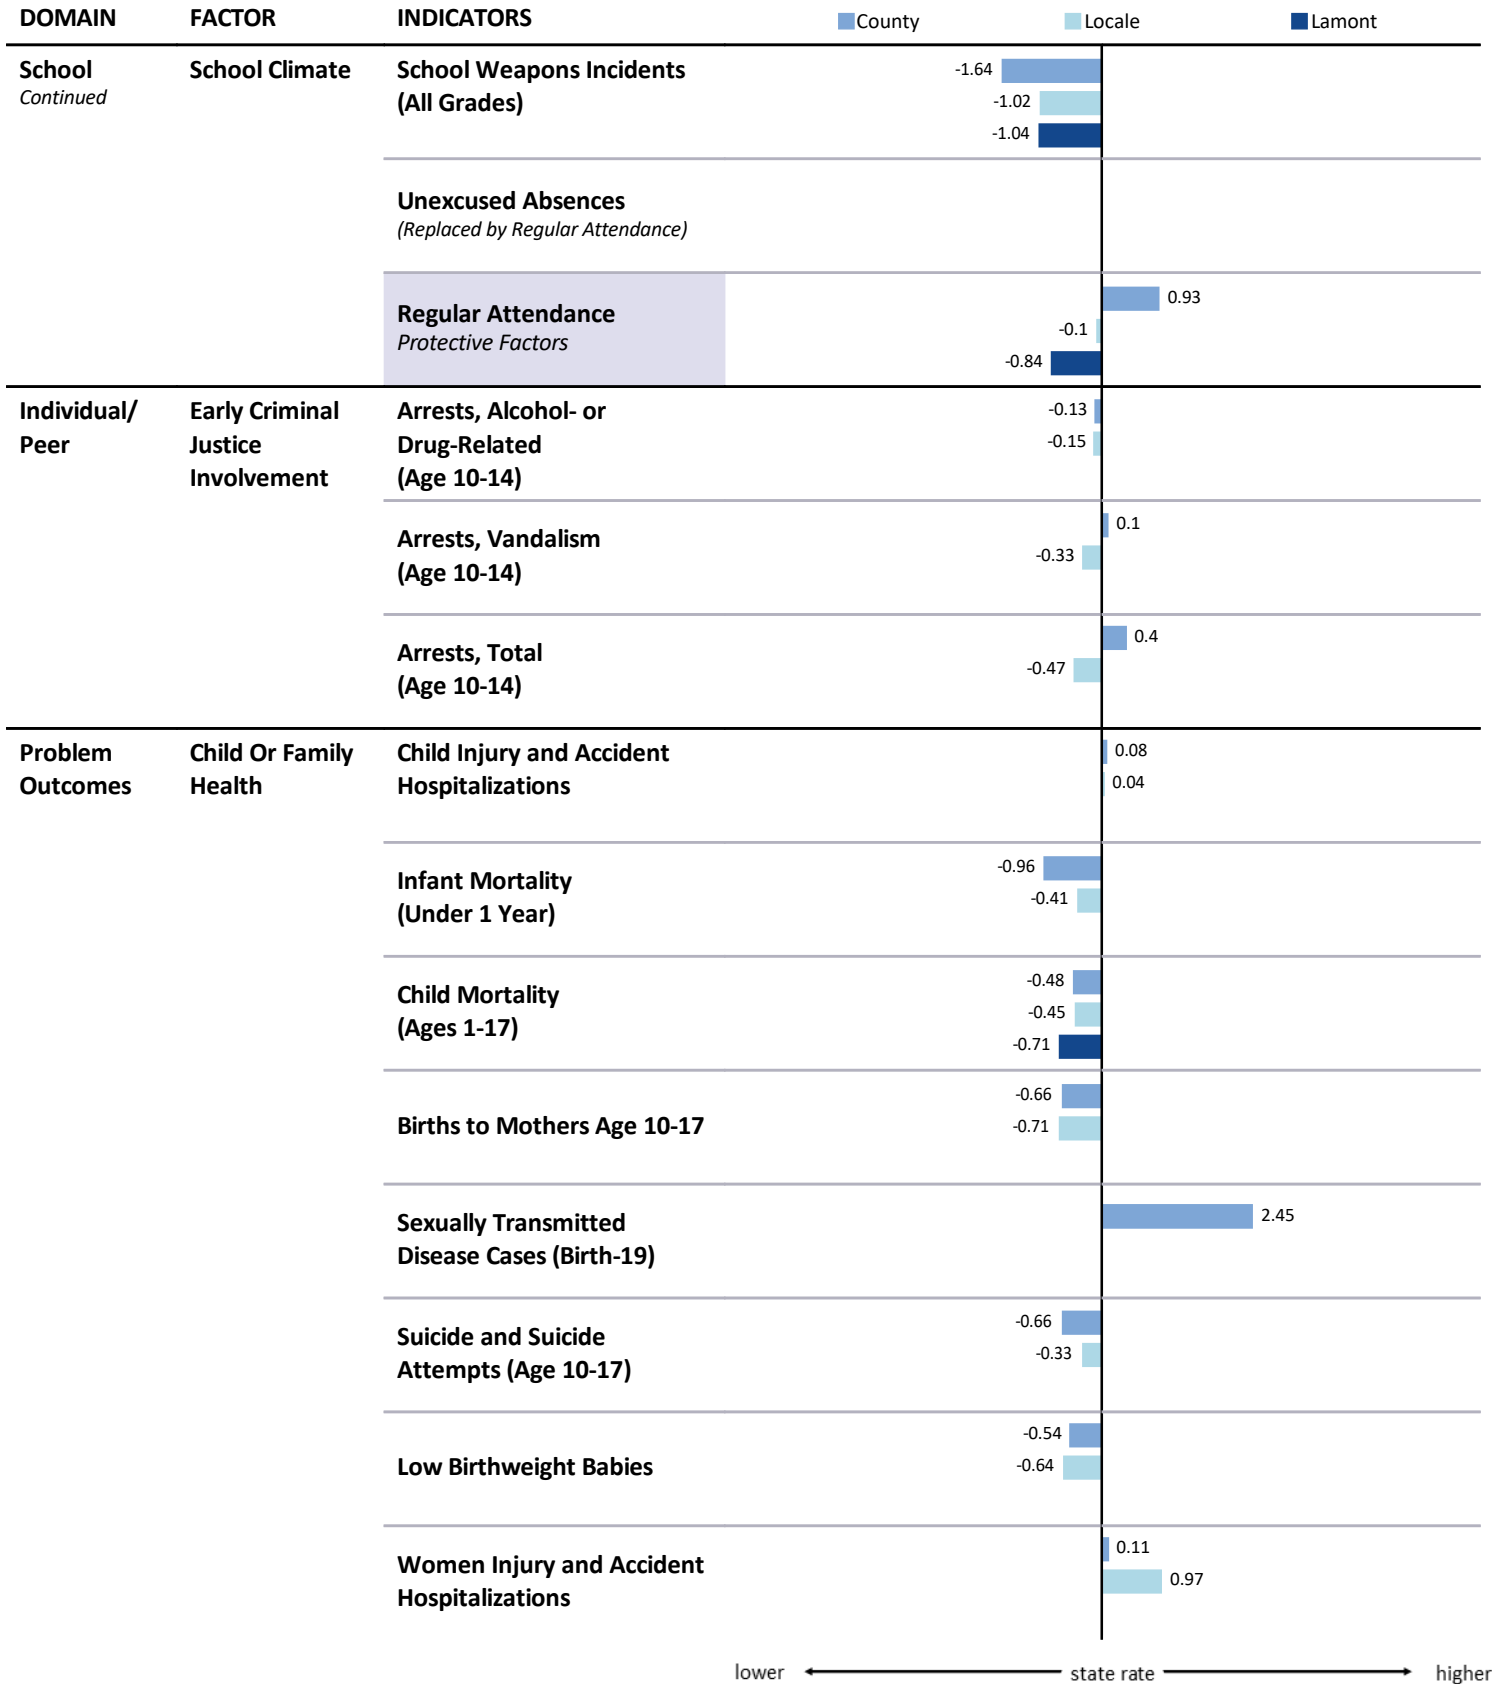 DOMAIN FACTOR INDICATORS County Locale Lamont
School School Climate School Weapons Incidents -1.64
Continued (All Grades) -1.02
-1.04
Unexcused Absences
(Replaced by Regular Attendance)
Regular Attendance 0.93
Protective Factors -0.1
-0.84
Individual/ Early Criminal Arrests, Alcohol- or -0.13
Peer Justice Drug-Related -0.15
Involvement (Age 10-14)
Arrests, Vandalism 0.1
(Age 10-14) -0.33
Arrests, Total 0.4
(Age 10-14) -0.47
Problem Child Or Family Child Injury and Accident 0.08
Outcomes Health Hospitalizations 0.04
Infant Mortality -0.96
(Under 1 Year) -0.41
Child Mortality -0.48
(Ages 1-17) -0.45
-0.71
Births to Mothers Age 10-17 -0.66
-0.71
Sexually Transmitted 2.45
Disease Cases (Birth-19)
Suicide and Suicide -0.66
Attempts (Age 10-17) -0.33
Low Birthweight Babies -0.54
-0.64
Women Injury and Accident 0.11
Hospitalizations 0.97
lower state rate higher